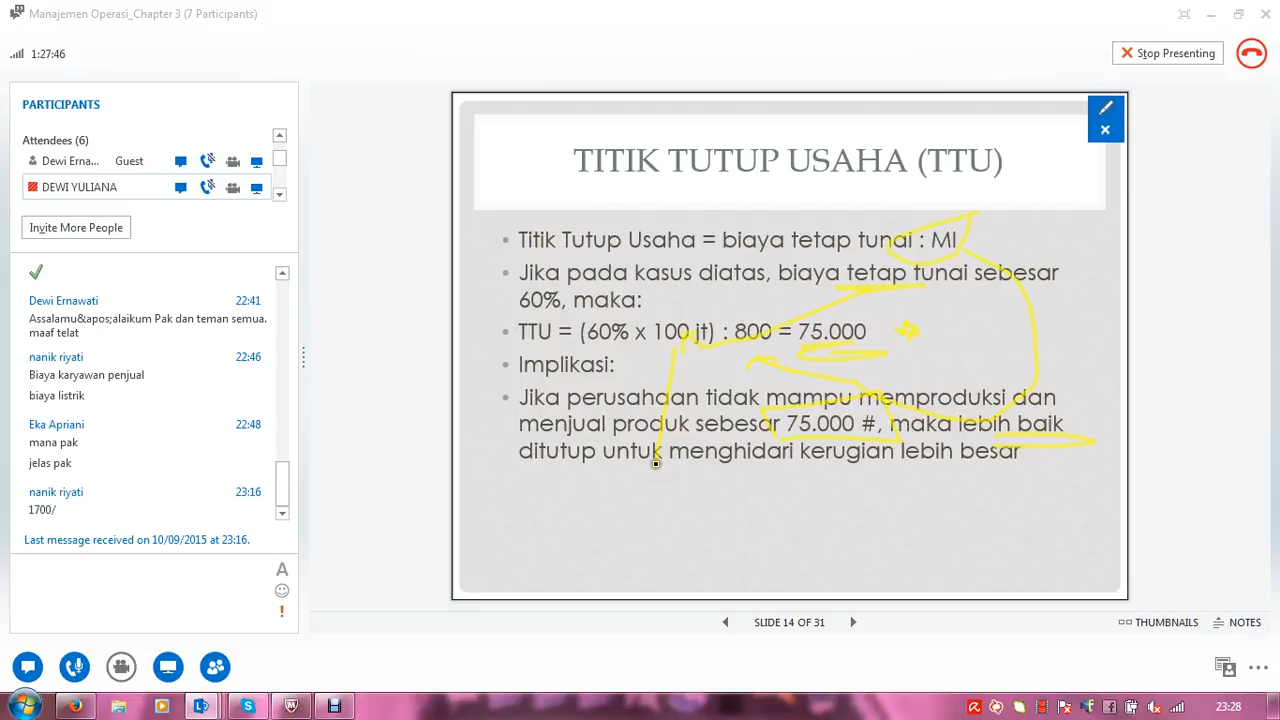 Manajemen Operasi_Chapter 3 (7 Participants)
1:27:46
Stop Presenting
PARTICIPANTS
Attendees (6)
Dewi Erna... Guest
DEWI YULIANA
Invite More People
Dewi Ernawati 22:41
Assalamu&apos;alaikum Pak dan teman semua.
maaf telat
nanik riyati 22:46
Biaya karyawan penjual
biaya listrik
Eka Apriani 22:48
mana pak
jelas pak
nanik riyati 23:16
1700/
Last message received on 10/09/2015 at 23:16.
A
!
TITIK TUTUP USAHA (TTU)
• Titik Tutup Usaha = biaya tetap tunai : MI
• Jika pada kasus diatas, biaya tetap tunai sebesar
60%, maka:
• TTU = (60% x 100 jt) : 800 = 75.000
• Implikasi:
• Jika perusahaan tidak mampu memproduksi dan
menjual produk sebesar 75.000 #, maka lebih baik
ditutup untuk menghidari kerugian lebih besar
SLIDE 14 OF 31
THUMBNAILS
NOTES
23:28